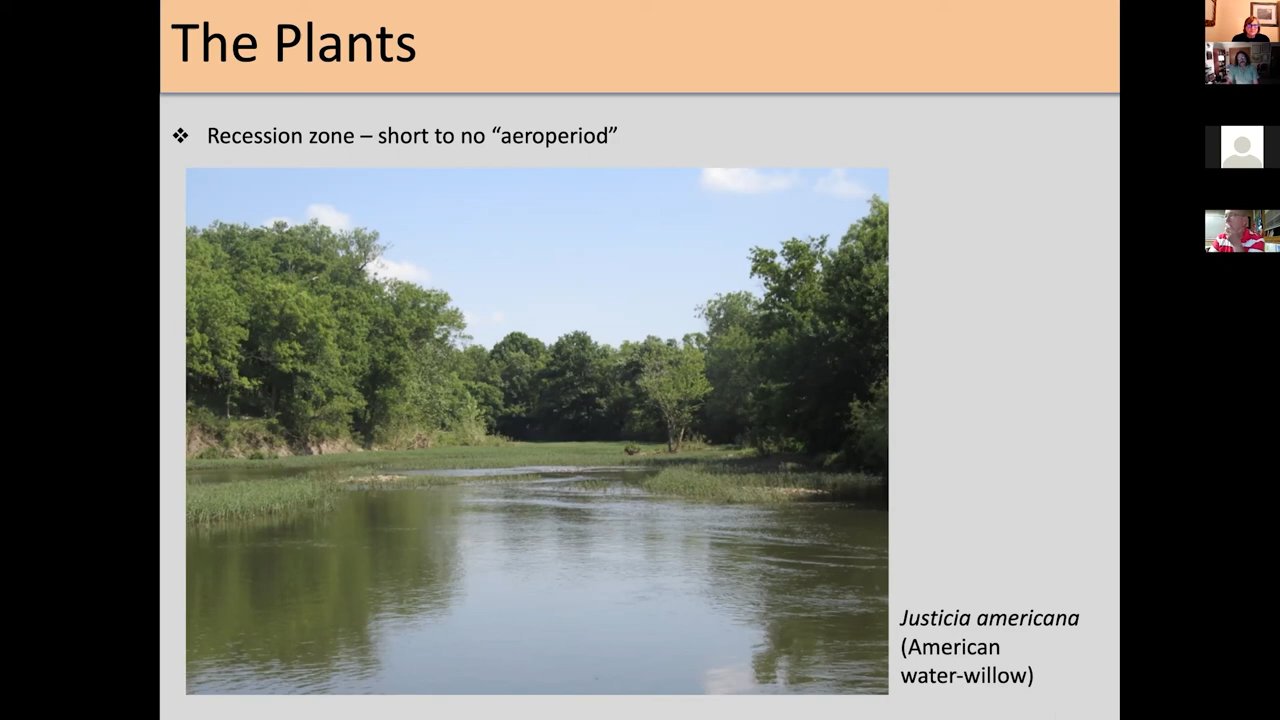 The Plants
❖ Recession zone – short to no “aeroperiod”
Justicia americana
(American
water-willow)